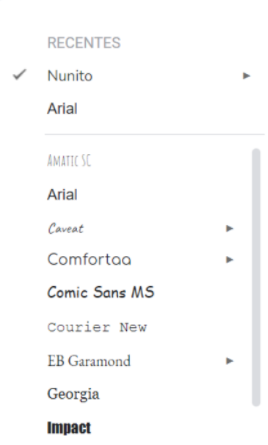 RECENTES
Nunito
Arial
Amatic SC
Arial
Caveat
Comfortaa
Comic Sans MS
Courier New
EB Garamond
Georgia
Impact